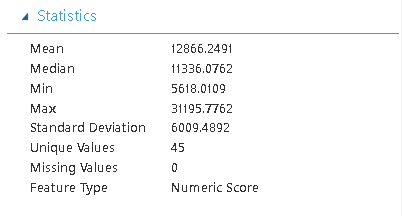 Statistics
Mean 12866.2491
Median 11336.0762
Min 5618.0109
Max 31195.7762
Standard Deviation 6009.4892
Unique Values 45
Missing Values 0
Feature Type Numeric Score